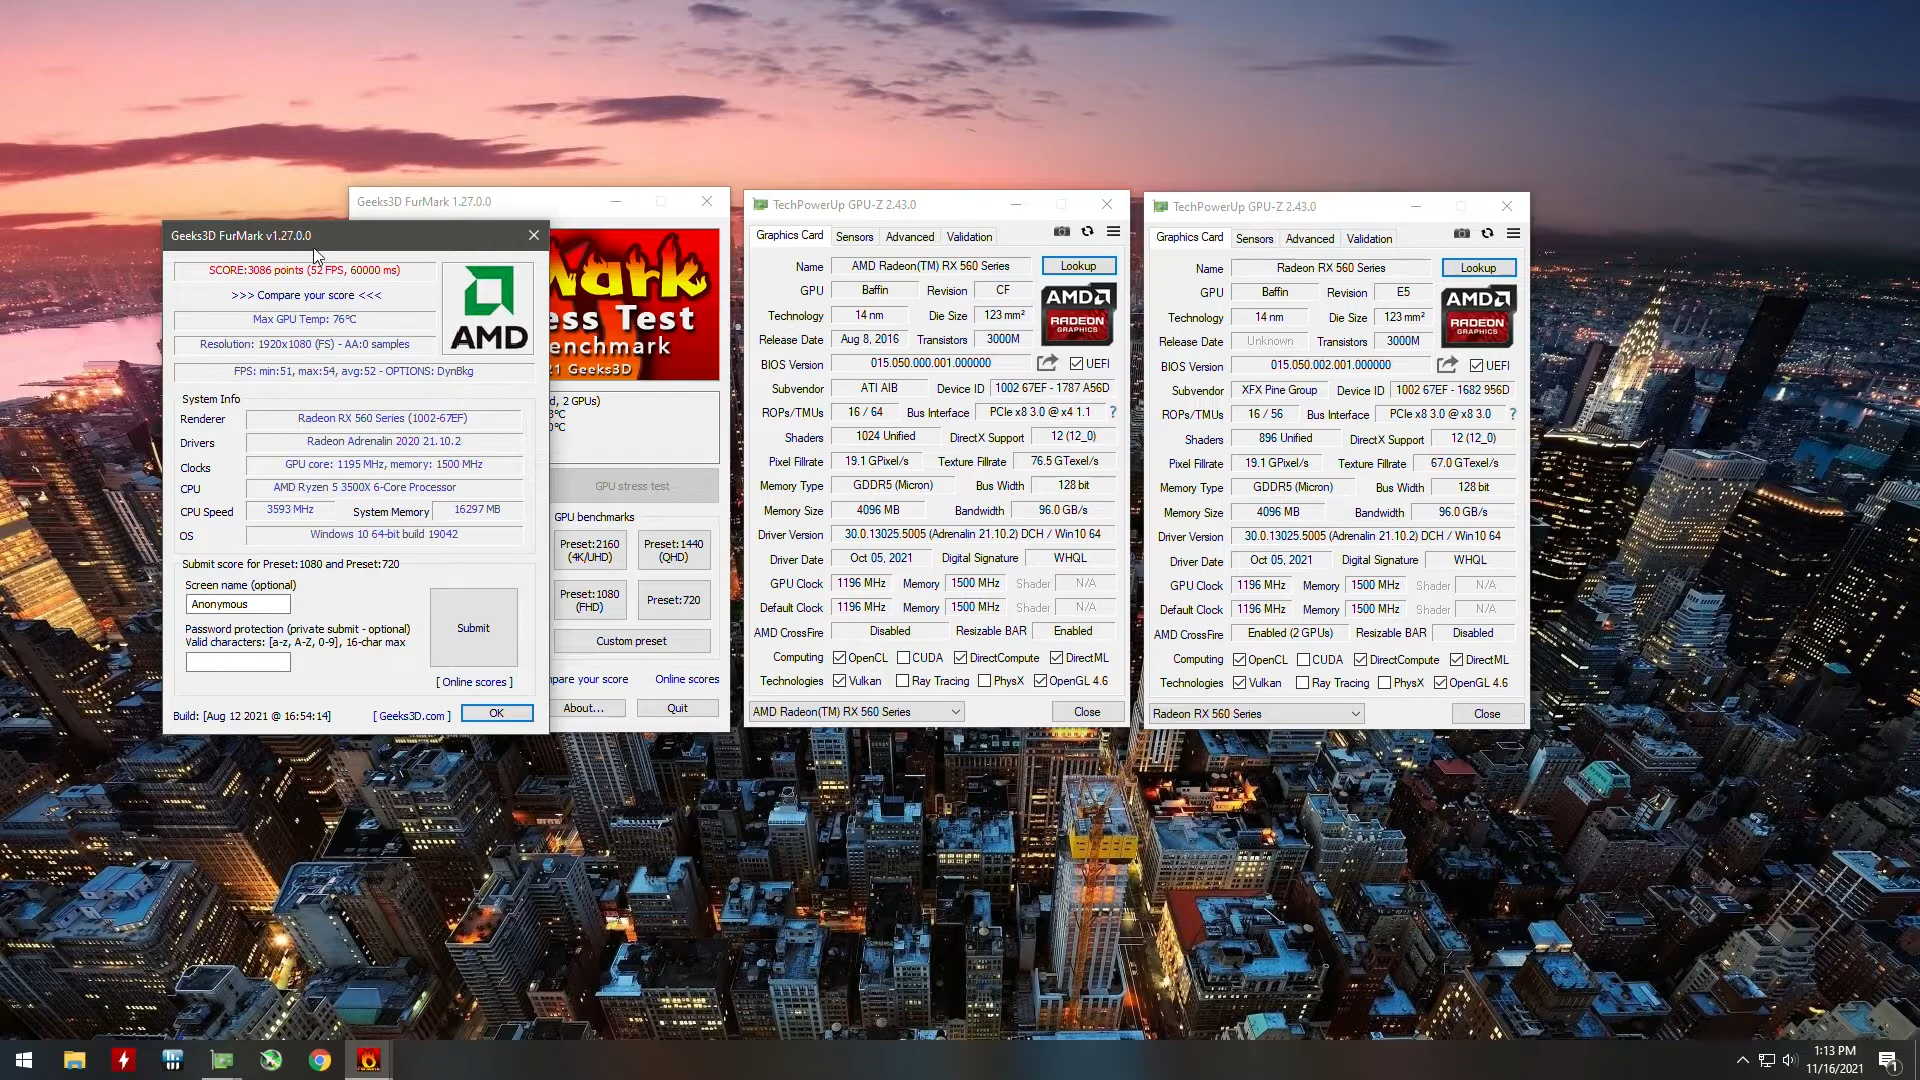 Geeks3D FurMark 1.27.0.0
Mark
ess Test
enchmark
21 Geeks3D
d, 2 GPUs)
3°C
0°C
GPU stress test
GPU benchmarks
Preset:2160
(4K/UHD)
Preset:1440
(QHD)
Preset:1080
(FHD)
Preset:720
Custom preset
pare your score
Online scores
About...
Quit
Geeks3D FurMark v1.27.0.0
SCORE:3086 points (52 FPS, 60000 ms)
>>> Compare your score <<<
Max GPU Temp: 76°C
Resolution: 1920x1080 (FS) - AA:0 samples
AMD
FPS: min:51, max:54, avg:52 - OPTIONS: DynBkg
System Info
Renderer Radeon RX 560 Series (1002-67EF)
Drivers Radeon Adrenalin 2020 21.10.2
Clocks GPU core: 1195 MHz, memory: 1500 MHz
CPU AMD Ryzen 5 3500X 6-Core Processor
CPU Speed 3593 MHz System Memory 16297 MB
OS Windows 10 64-bit build 19042
Submit score for Preset:1080 and Preset:720
Screen name (optional)
Anonymous
Password protection (private submit - optional)
Valid characters: [a-z, A-Z, 0-9], 16-char max
Submit
[ Online scores ]
Build: [Aug 12 2021 @ 16:54:14] [ Geeks3D.com ] OK
TechPowerUp GPU-Z 2.43.0
Graphics Card Sensors Advanced Validation
Name AMD Radeon(TM) RX 560 Series Lookup
GPU Baffin Revision CF
AMD
RADEON
GRAPHICS
Technology 14 nm Die Size 123 mm²
Release Date Aug 8, 2016 Transistors 3000M
BIOS Version 015.050.000.001.000000 UEFI
Subvendor ATI AIB Device ID 1002 67EF - 1787 A56D
ROPs/TMUs 16 / 64 Bus Interface PCIe x8 3.0 @ x4 1.1 ?
Shaders 1024 Unified DirectX Support 12 (12_0)
Pixel Fillrate 19.1 GPixel/s Texture Fillrate 76.5 GTexel/s
Memory Type GDDR5 (Micron) Bus Width 128 bit
Memory Size 4096 MB Bandwidth 96.0 GB/s
Driver Version 30.0.13025.5005 (Adrenalin 21.10.2) DCH / Win10 64
Driver Date Oct 05, 2021 Digital Signature WHQL
GPU Clock 1196 MHz Memory 1500 MHz Shader N/A
Default Clock 1196 MHz Memory 1500 MHz Shader N/A
AMD CrossFire Disabled Resizable BAR Enabled
Computing OpenCL CUDA DirectCompute DirectML
Technologies Vulkan Ray Tracing PhysX OpenGL 4.6
AMD Radeon(TM) RX 560 Series Close
TechPowerUp GPU-Z 2.43.0
Graphics Card Sensors Advanced Validation
Name Radeon RX 560 Series Lookup
GPU Baffin Revision E5
AMD
RADEON
GRAPHICS
Technology 14 nm Die Size 123 mm²
Release Date Unknown Transistors 3000M
BIOS Version 015.050.002.001.000000 UEFI
Subvendor XFX Pine Group Device ID 1002 67EF - 1682 956D
ROPs/TMUs 16 / 56 Bus Interface PCIe x8 3.0 @ x8 3.0 ?
Shaders 896 Unified DirectX Support 12 (12_0)
Pixel Fillrate 19.1 GPixel/s Texture Fillrate 67.0 GTexel/s
Memory Type GDDR5 (Micron) Bus Width 128 bit
Memory Size 4096 MB Bandwidth 96.0 GB/s
Driver Version 30.0.13025.5005 (Adrenalin 21.10.2) DCH / Win10 64
Driver Date Oct 05, 2021 Digital Signature WHQL
GPU Clock 1196 MHz Memory 1500 MHz Shader N/A
Default Clock 1196 MHz Memory 1500 MHz Shader N/A
AMD CrossFire Enabled (2 GPUs) Resizable BAR Disabled
Computing OpenCL CUDA DirectCompute DirectML
Technologies Vulkan Ray Tracing PhysX OpenGL 4.6
Radeon RX 560 Series Close
1:13 PM
11/16/2021
1